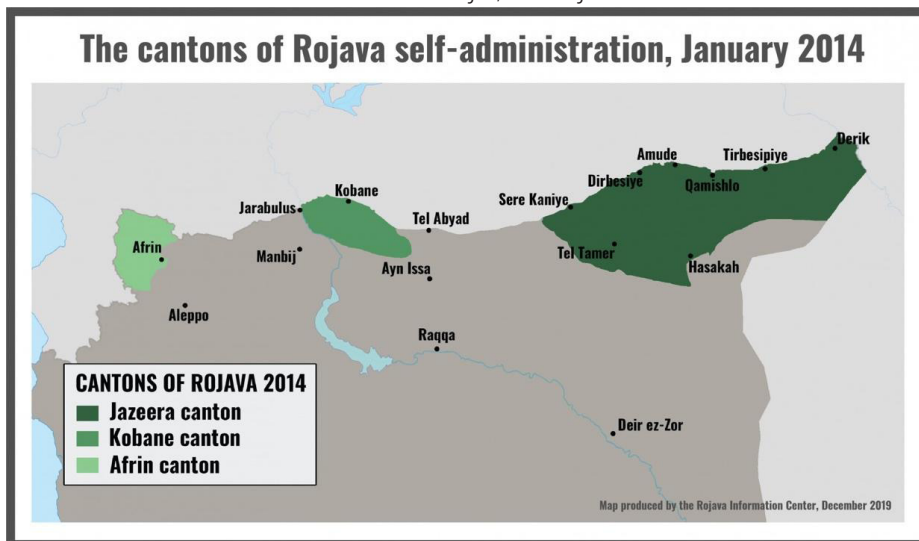 The cantons of Rojava self-administration, January 2014
Derik
Amude
Tirbesipiye
Dirbesiye
Qamishlo
Kobane
Sere Kaniye
Jarabulus
Tel Abyad
Afrin
Manbij
Tel Tamer
Hasakah
Ayn Issa
Aleppo
Raqqa
CANTONS OF ROJAVA 2014
Jazeera canton
Kobane canton
Afrin canton
Deir ez-Zor
Map produced by the Rojava Information Center, December 2019